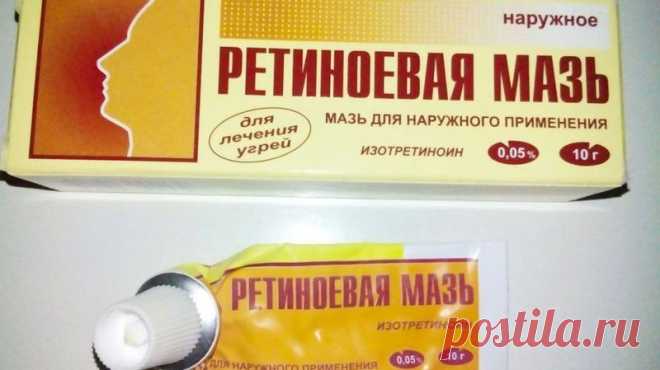 наружное
РЕТИНОЕВАЯ МАЗЬ
для
лечения
угрей
МАЗЬ ДЛЯ НАРУЖНОГО ПРИМЕНЕНИЯ
ИЗОТРЕТИНОИН 0,05% 10 г
РЕТИНОЕВАЯ МАЗЬ
ИЗОТРЕТИНОИН
ДЛЯ НАРУЖНОГО ПРИМЕНЕНИЯ 0,05% 10 г
postila.ru